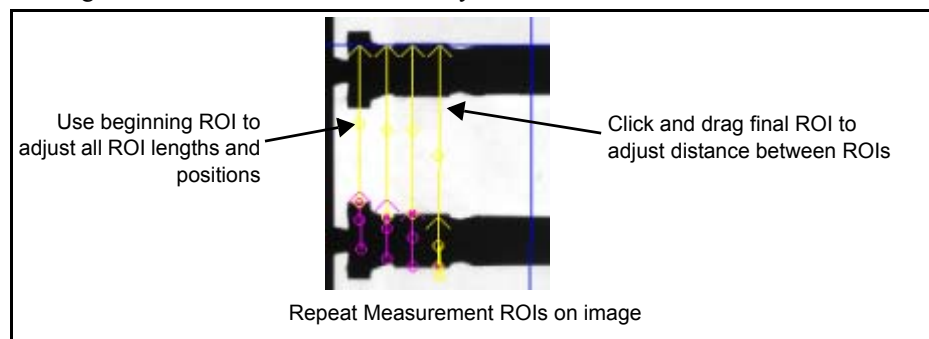 Use beginning ROI to
adjust all ROI lengths and
positions
Click and drag final ROI to
adjust distance between ROIs
Repeat Measurement ROIs on image